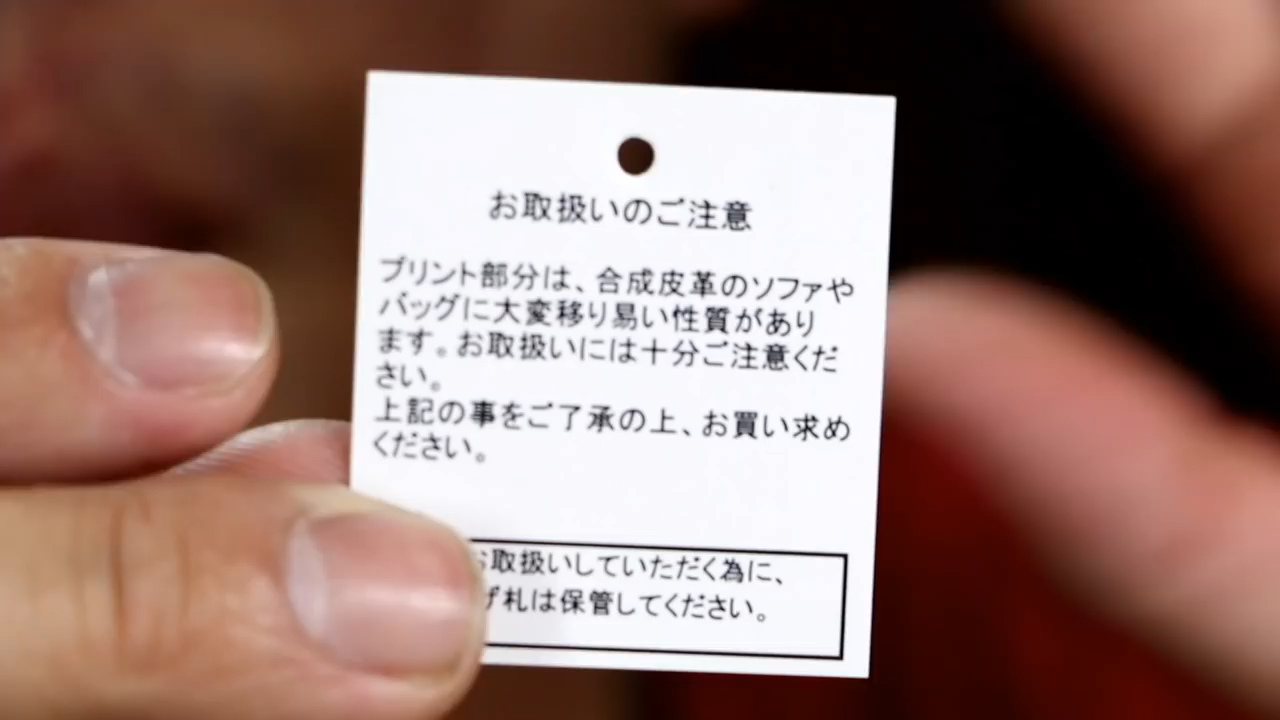 お取扱いのご注意
プリント部分は、合成皮革のソファや
バッグに大変移り易い性質があり
ます。お取扱いには十分ご注意くだ
さい。
上記の事をご了承の上、お買い求め
ください。
お取扱いしていただく為に、
げ札は保管してください。